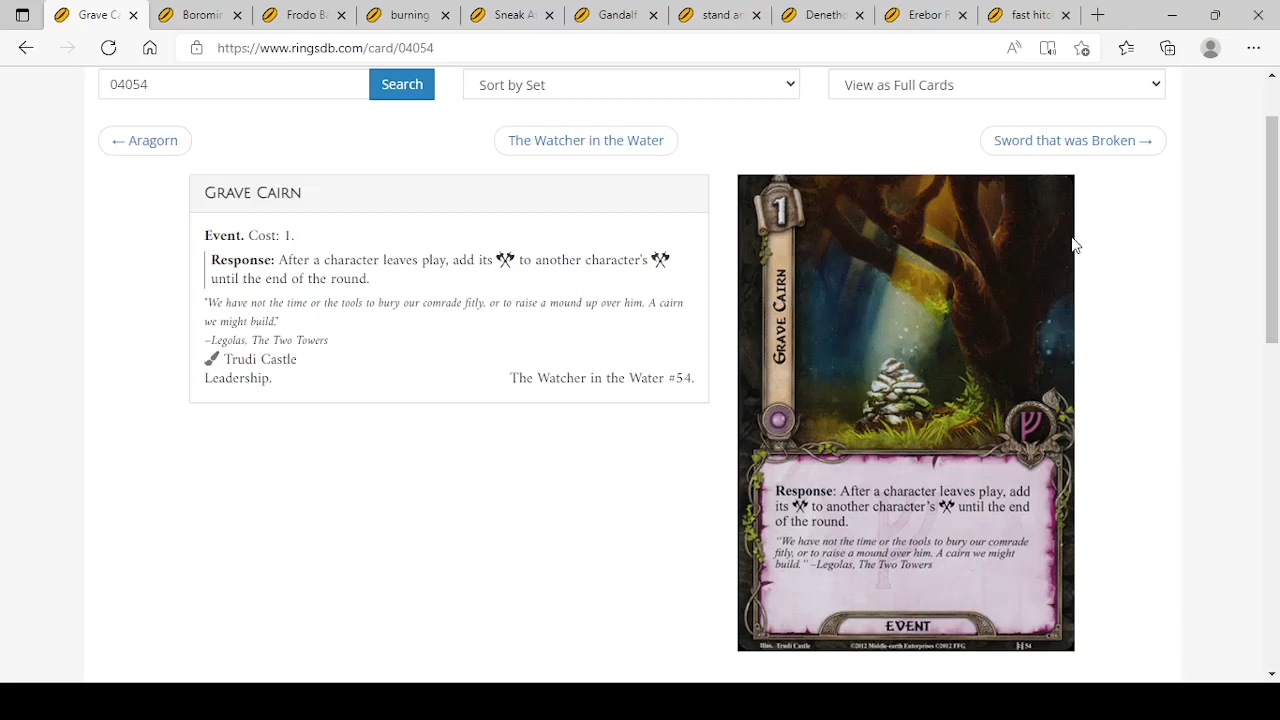 Grave C
Boromir
Frodo Ba
burning
Sneak At
Gandalf
stand an
Denetho
Erebor F
fast hitc
https://www.ringsdb.com/card/04054
04054
Search
Sort by Set
View as Full Cards
← Aragorn
The Watcher in the Water
Sword that was Broken →
Grave Cairn
Event. Cost: 1.
Response: After a character leaves play, add its to another character's
until the end of the round.
"We have not the time or the tools to bury our comrade fitly, or to raise a mound up over him. A cairn
we might build."
–Legolas, The Two Towers
Trudi Castle
Leadership.
The Watcher in the Water #54.
1
Grave Cairn
Response: After a character leaves play, add
its to another character's until the end
of the round.
"We have not the time or the tools to bury our comrade
fitly, or to raise a mound over him. A cairn we might
build." –Legolas, The Two Towers
EVENT
Illus. Trudi Castle
©2012 Middle-earth Enterprises ©2012 FFG
54